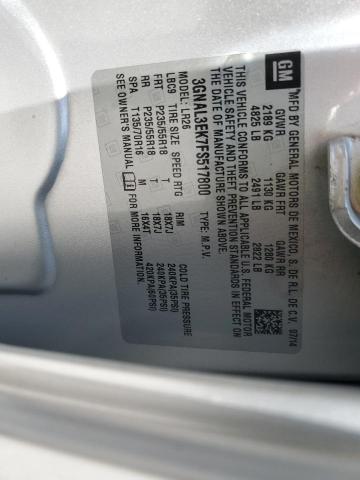 GM
MFD BY GENERAL MOTORS DE MEXICO, S. DE R.L. DE C.V. 07/14
GVWR GAWR FRT GAWR RR
2188 KG 1130 KG 1280 KG
4825 LB 2491 LB 2822 LB
THIS VEHICLE CONFORMS TO ALL APPLICABLE U.S. FEDERAL MOTOR
VEHICLE SAFETY AND THEFT PREVENTION STANDARDS IN EFFECT ON
THE DATE OF MANUFACTURE SHOWN ABOVE.
3GNAL3EK7FS517800 TYPE: M.P.V.
MODEL: LR26
LBC9 TIRE SIZE SPEED RTG RIM COLD TIRE PRESSURE
FRT P235/55R18 T 18X7J 240KPA(35PSI)
RR P235/55R18 T 18X7J 240KPA(35PSI)
SPA T135/70R16 M 16X4T 420KPA(60PSI)
SEE OWNER MANUAL FOR MORE INFORMATION.